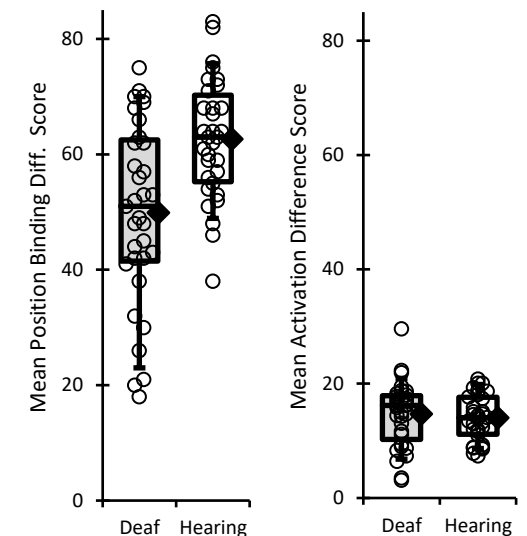 Mean Position Binding Diff.  Score
80
60
40
20
0
Deaf Hearing
Mean Activation Difference Score
80
60
40
20
0
Deaf Hearing